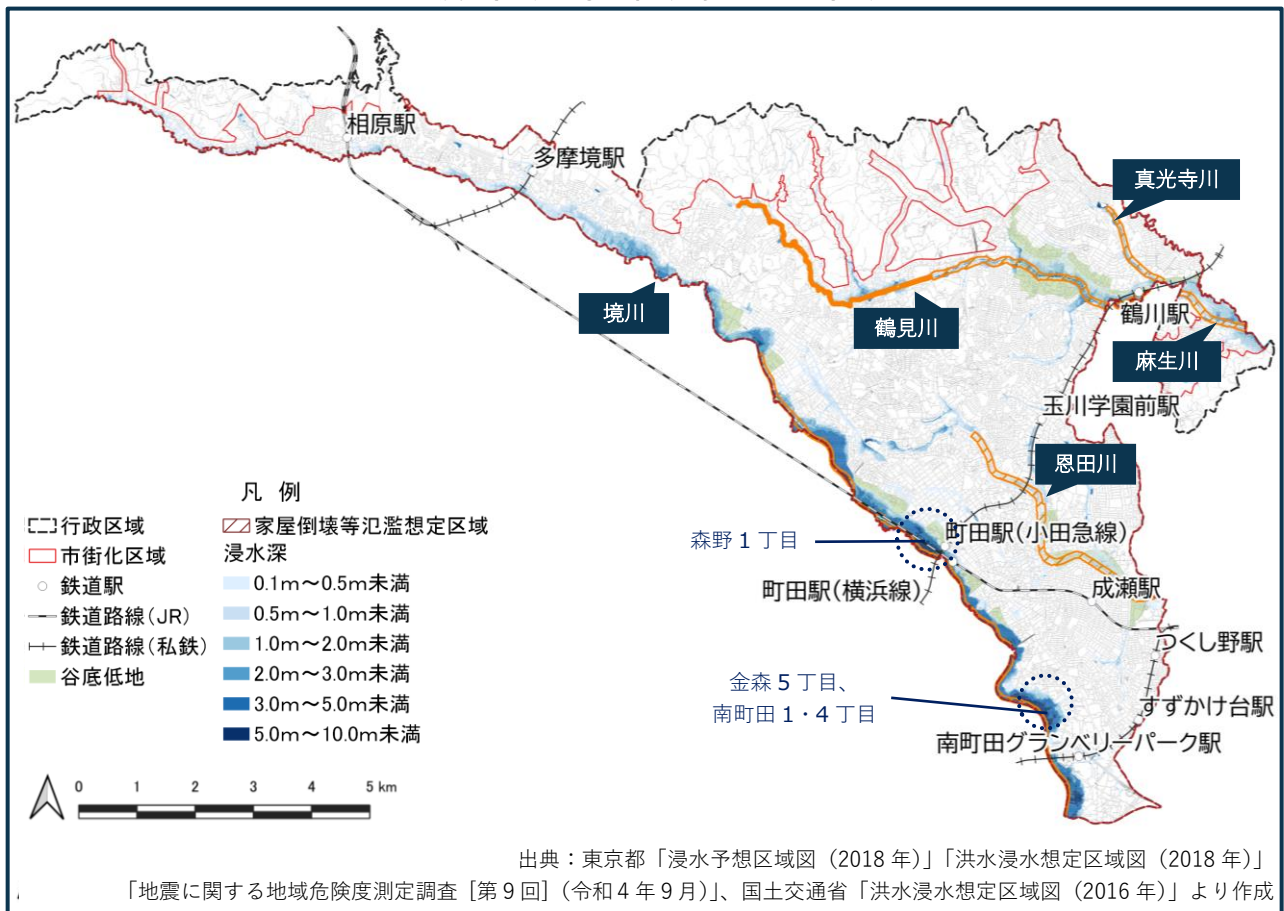 相原駅
多摩境駅
真光寺川
境川
鶴見川
鶴川駅
麻生川
玉川学園前駅
恩田川
凡 例
行政区域
市街化区域
鉄道駅
鉄道路線(JR)
鉄道路線(私鉄)
谷底低地
家屋倒壊等氾濫想定区域
浸水深
0.1m~0.5m未満
0.5m~1.0m未満
1.0m~2.0m未満
2.0m~3.0m未満
3.0m~5.0m未満
5.0m~10.0m未満
森野 1 丁目
町田駅(小田急線)
町田駅(横浜線)
成瀬駅
つくし野駅
金森 5 丁目、
南町田 1・4 丁目
すずかけ台駅
南町田グランベリーパーク駅
0 1 2 3 4 5 km
出典:東京都「浸水予想区域図(2018 年)」「洪水浸水想定区域図(2018 年)」
「地震に関する地域危険度測定調査[第9回](令和4年9月)」、国土交通省「洪水浸水想定区域図(2016 年)」より作成